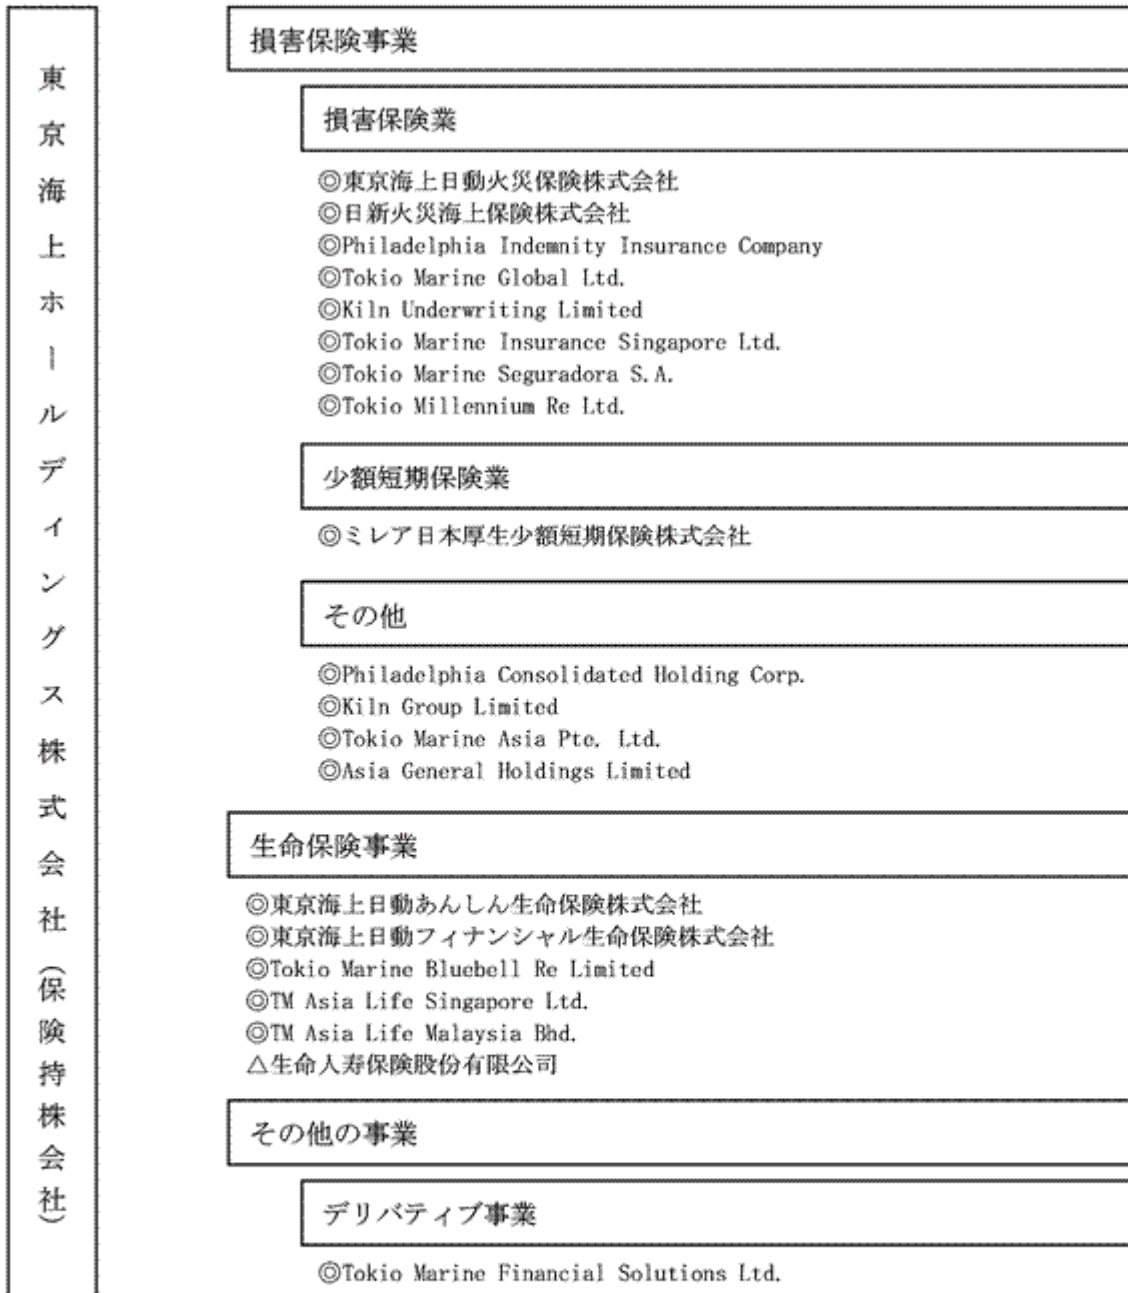 東京海上ホールディングス株式会社(保険持株会社)
損害保険事業
損害保険業
◎東京海上日動火災保険株式会社
◎日新火災海上保険株式会社
◎Philadelphia Indemnity Insurance Company
◎Tokio Marine Global Ltd.
◎Kiln Underwriting Limited
◎Tokio Marine Insurance Singapore Ltd.
◎Tokio Marine Seguradora S.A.
◎Tokio Millennium Re Ltd.
少額短期保険業
◎ミレア日本厚生少額短期保険株式会社
その他
◎Philadelphia Consolidated Holding Corp.
◎Kiln Group Limited
◎Tokio Marine Asia Pte. Ltd.
◎Asia General Holdings Limited
生命保険事業
◎東京海上日動あんしん生命保険株式会社
◎東京海上日動フィナンシャル生命保険株式会社
◎Tokio Marine Bluebell Re Limited
◎TM Asia Life Singapore Ltd.
◎TM Asia Life Malaysia Bhd.
△生命人寿保険股份有限公司
その他の事業
デリバティブ事業
◎Tokio Marine Financial Solutions Ltd.